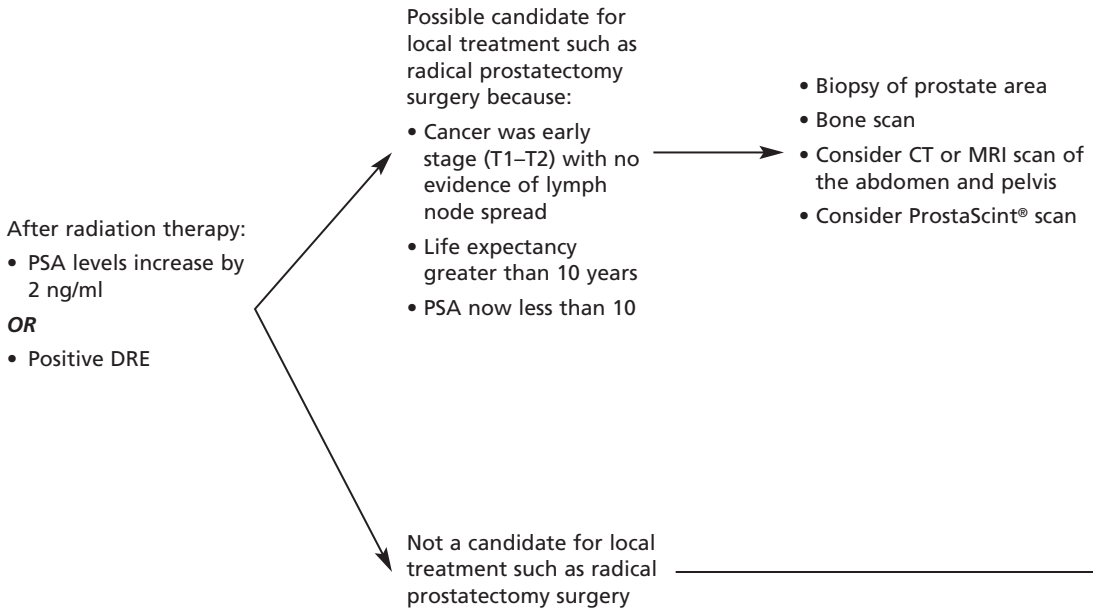 After radiation therapy:
• PSA levels increase by
2 ng/ml
OR
• Positive DRE
Possible candidate for
local treatment such as
radical prostatectomy
surgery because:
• Cancer was early
stage (T1–T2) with no
evidence of lymph
node spread
• Life expectancy
greater than 10 years
• PSA now less than 10
• Biopsy of prostate area
• Bone scan
• Consider CT or MRI scan of
the abdomen and pelvis
• Consider ProstaScint® scan
Not a candidate for local
treatment such as radical
prostatectomy surgery